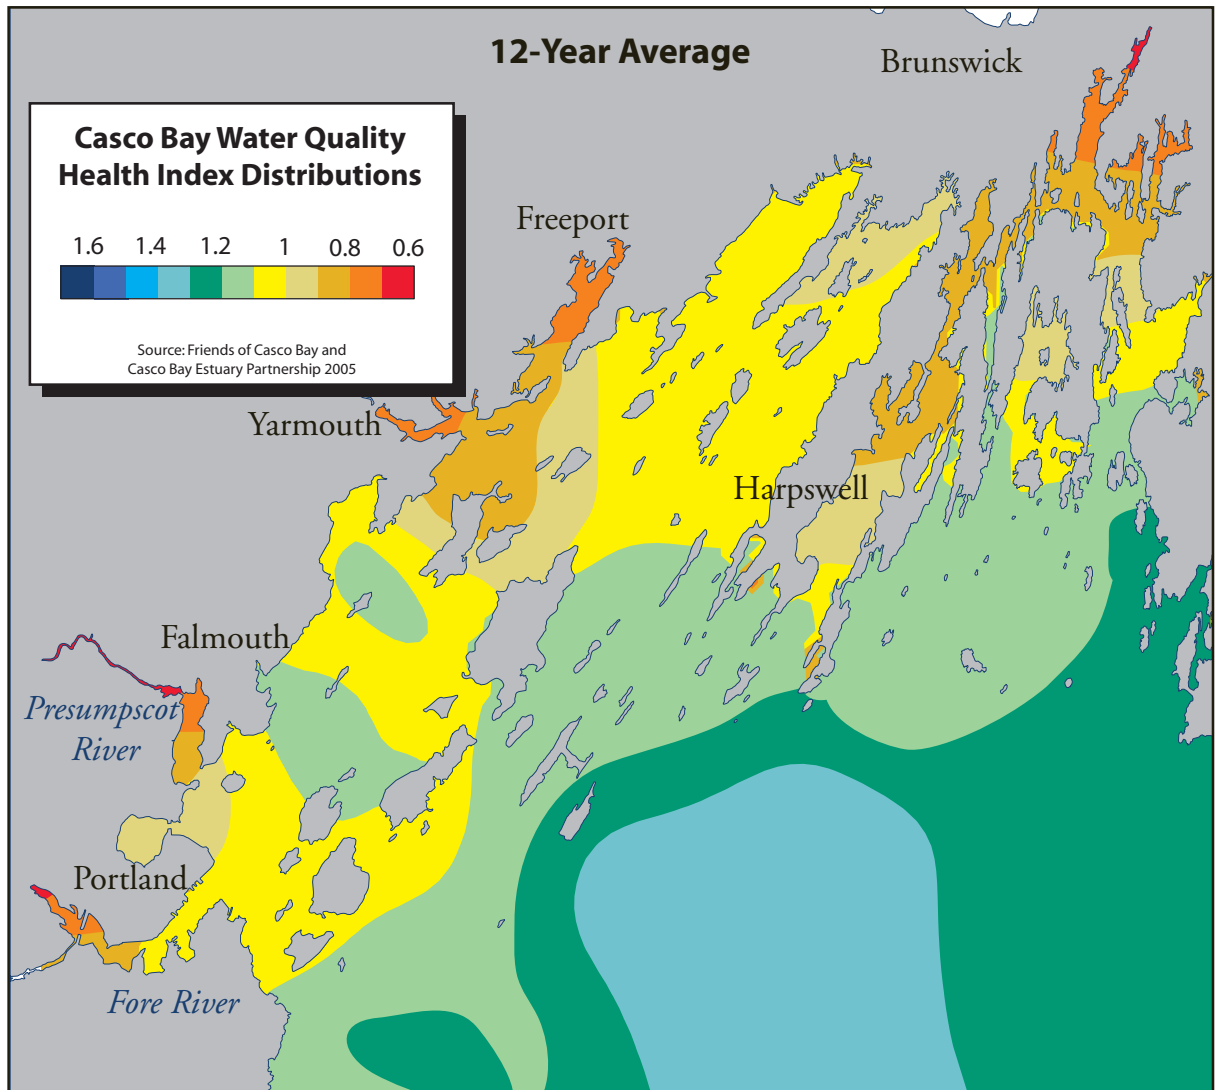 12-Year Average
Brunswick
Casco Bay Water Quality
Health Index Distributions
1.6 1.4 1.2 1 0.8 0.6
Source: Friends of Casco Bay and
Casco Bay Estuary Partnership 2005
Freeport
Yarmouth
Harpswell
Falmouth
Presumpscot
River
Portland
Fore River